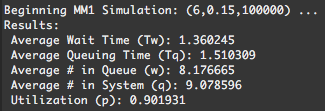 Beginning MM1 Simulation: (6,0.15,100000) ...
Results:
Average Wait Time (Tw): 1.360245
Average Queuing Time (Tq): 1.510309
Average # in Queue (w): 8.176665
Average # in System (q): 9.078596
Utilization (p): 0.901931